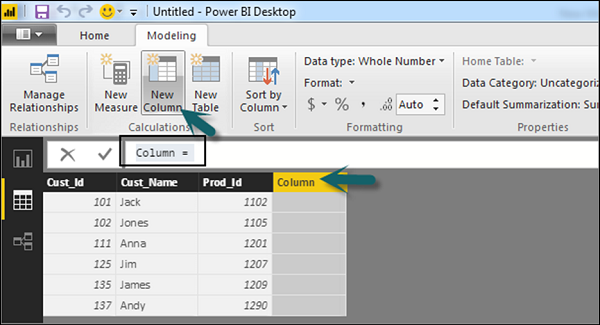 Untitled - Power BI Desktop
Home Modeling
Manage Relationships
New Measure
New Column
New Table
Sort by Column
Data type: Whole Number
Format:
$ % , .00 Auto
Home Table:
Data Category: Uncategoriz
Default Summarization: Su
Relationships Calculations Sort Formatting Properties
Column =
Cust_Id Cust_Name Prod_Id Column
101 Jack 1102
102 Jones 1105
111 Anna 1201
125 Jim 1207
135 James 1209
137 Andy 1290